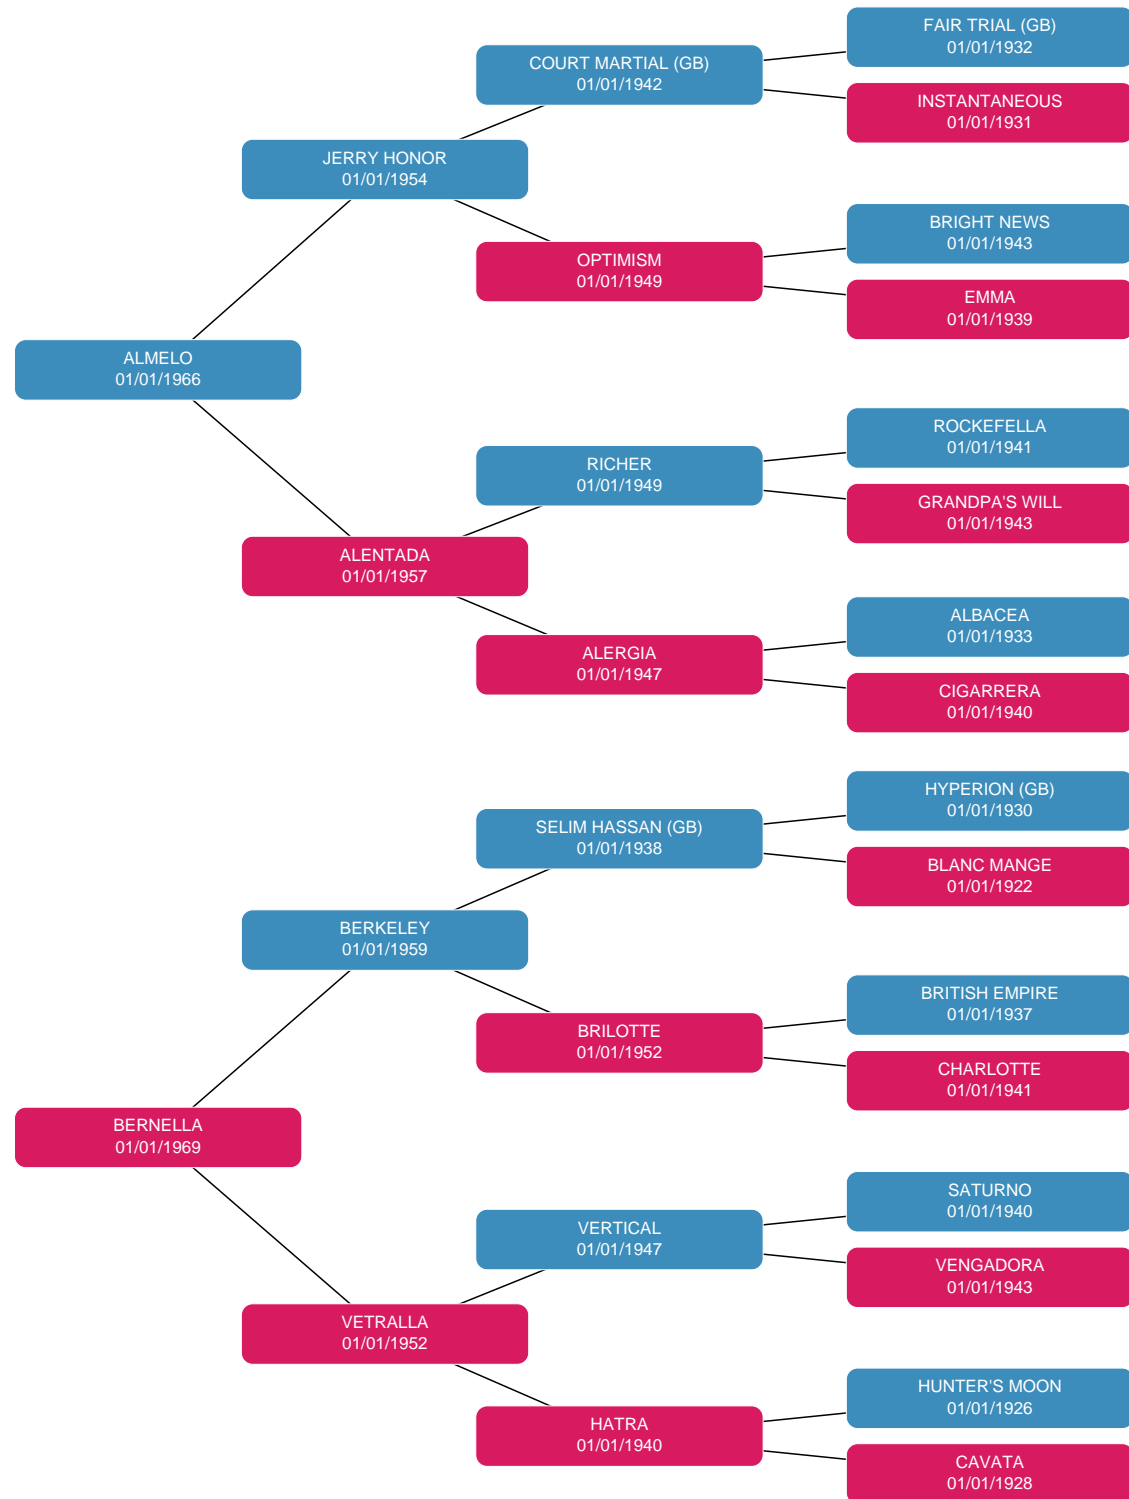 FAIR TRIAL (GB)
01/01/1932
COURT MARTIAL (GB)
01/01/1942
INSTANTANEOUS
01/01/1931
JERRY HONOR
01/01/1954
BRIGHT NEWS
01/01/1943
OPTIMISM
01/01/1949
EMMA
01/01/1939
ALMELO
01/01/1966
ROCKEFELLA
01/01/1941
RICHER
01/01/1949
GRANDPA'S WILL
01/01/1943
ALENTADA
01/01/1957
ALBACEA
01/01/1933
ALERGIA
01/01/1947
CIGARRERA
01/01/1940
HYPERION (GB)
01/01/1930
SELIM HASSAN (GB)
01/01/1938
BLANC MANGE
01/01/1922
BERKELEY
01/01/1959
BRITISH EMPIRE
01/01/1937
BRILOTTE
01/01/1952
CHARLOTTE
01/01/1941
BERNELLA
01/01/1969
SATURNO
01/01/1940
VERTICAL
01/01/1947
VENGADORA
01/01/1943
VETRALLA
01/01/1952
HUNTER'S MOON
01/01/1926
HATRA
01/01/1940
CAVATA
01/01/1928